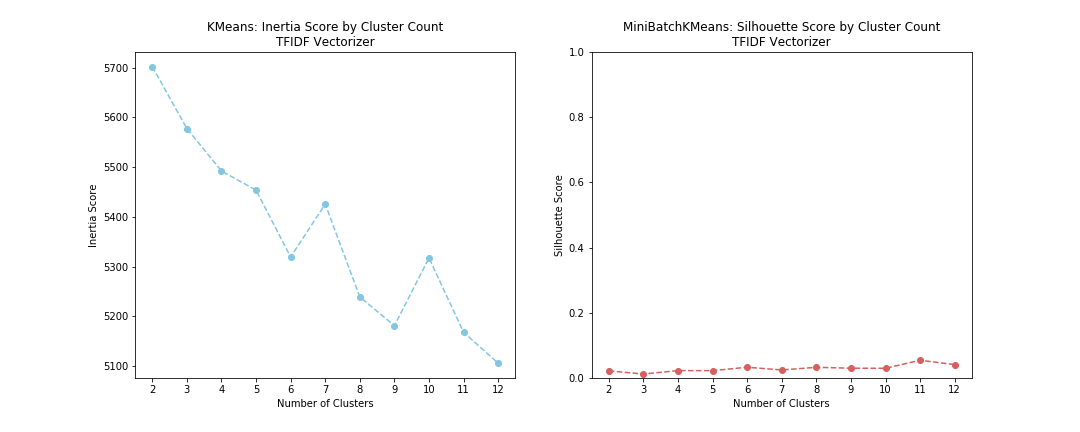 KMeans: Inertia Score by Cluster Count
TFIDF Vectorizer
5700
5600
5500
5400
5300
5200
5100
Inertia Score
2 3 4 5 6 7 8 9 10 11 12
Number of Clusters
MiniBatchKMeans: Silhouette Score by Cluster Count
TFIDF Vectorizer
1.0
0.8
0.6
0.4
0.2
0.0
Silhouette Score
2 3 4 5 6 7 8 9 10 11 12
Number of Clusters